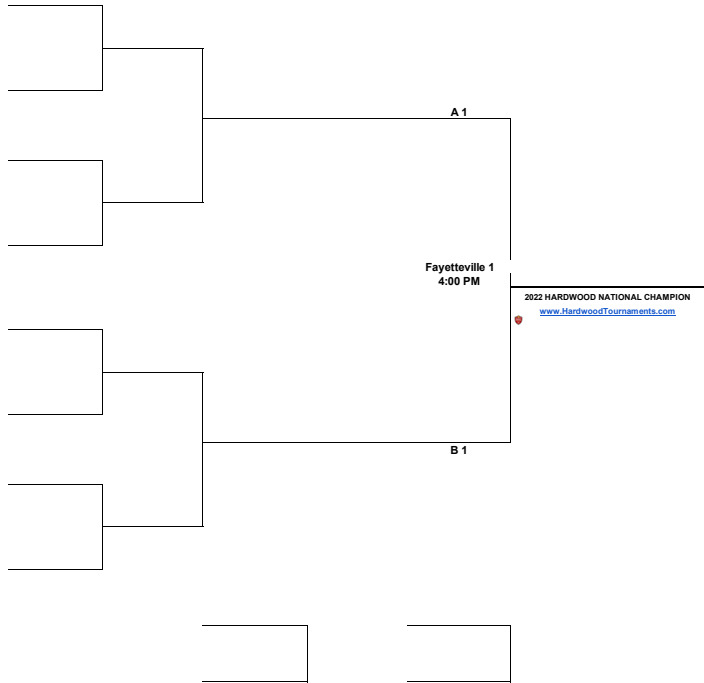 A 1
Fayetteville 1
4:00 PM
2022 HARDWOOD NATIONAL CHAMPION
www.HardwoodTournaments.com
B 1